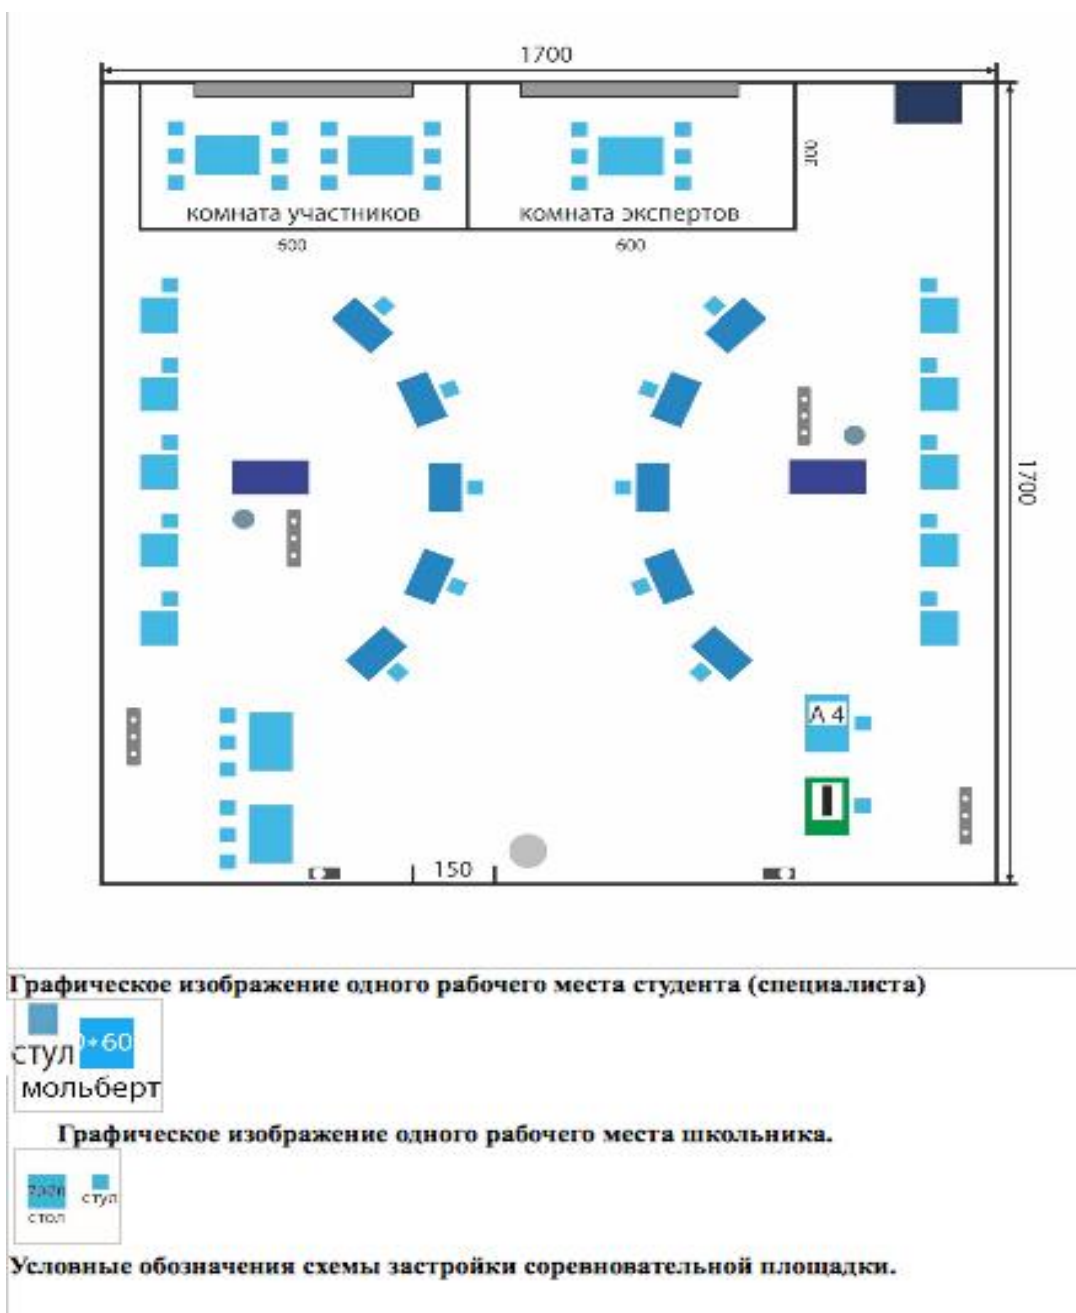 1700
300
комната участников
комната экспертов
600
600
1700
А 4
150
Графическое изображение одного рабочего места студента (специалиста)
*60
стул
мольберт
Графическое изображение одного рабочего места школьника.
стул
стол
Условные обозначения схемы застройки соревновательной площадки.